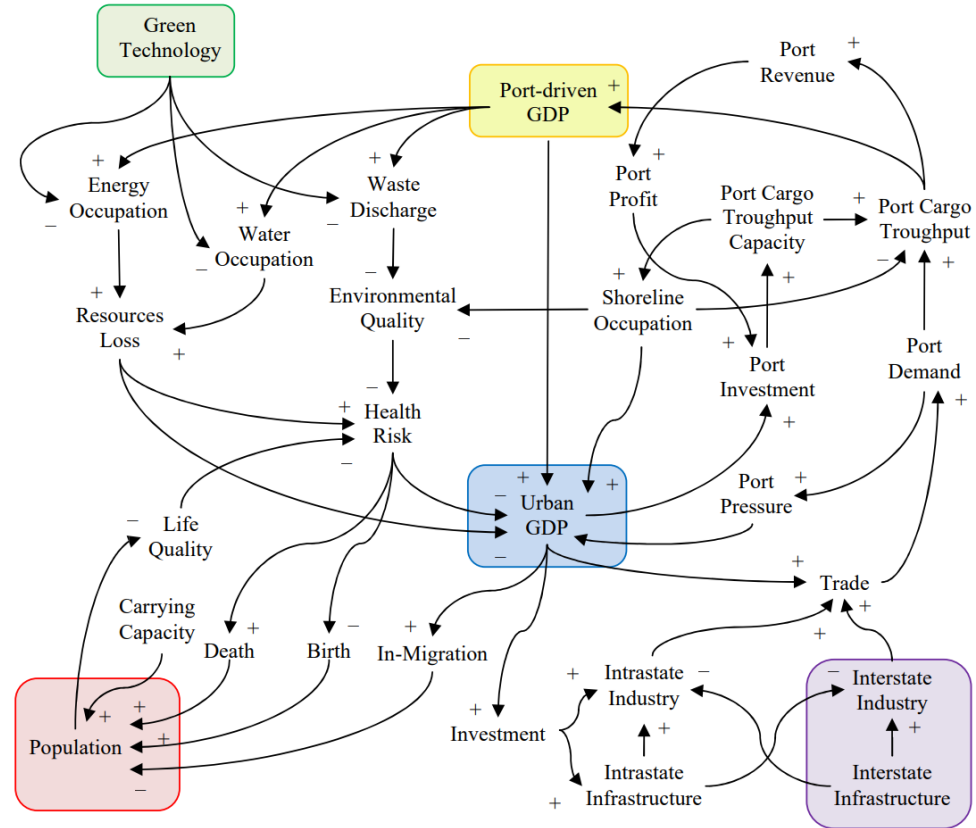 Green
Technology
Port-driven
GDP
+
Port
Revenue
+
+
Energy
Occupation
–
+
Water
Occupation
–
+
Waste
Discharge
–
Port
Profit
+
Port Cargo
Troughput
Capacity
+
Port Cargo
Troughput
–
+
+
Resources
Loss
+
–
Environmental
Quality
–
+
Shoreline
Occupation
+
+
Port
Investment
+
Port
Demand
+
–
+
Health
Risk
–
–
Life
Quality
–
+
+
Urban
GDP
–
Port
Pressure
+
+
Trade
+
+
Carrying
Capacity
Death
+
Birth
–
+
In-Migration
+
Population
+
+
–
+
Investment
+
+
Intrastate
Industry
–
+
Intrastate
Infrastructure
–
Interstate
Industry
+
Interstate
Infrastructure